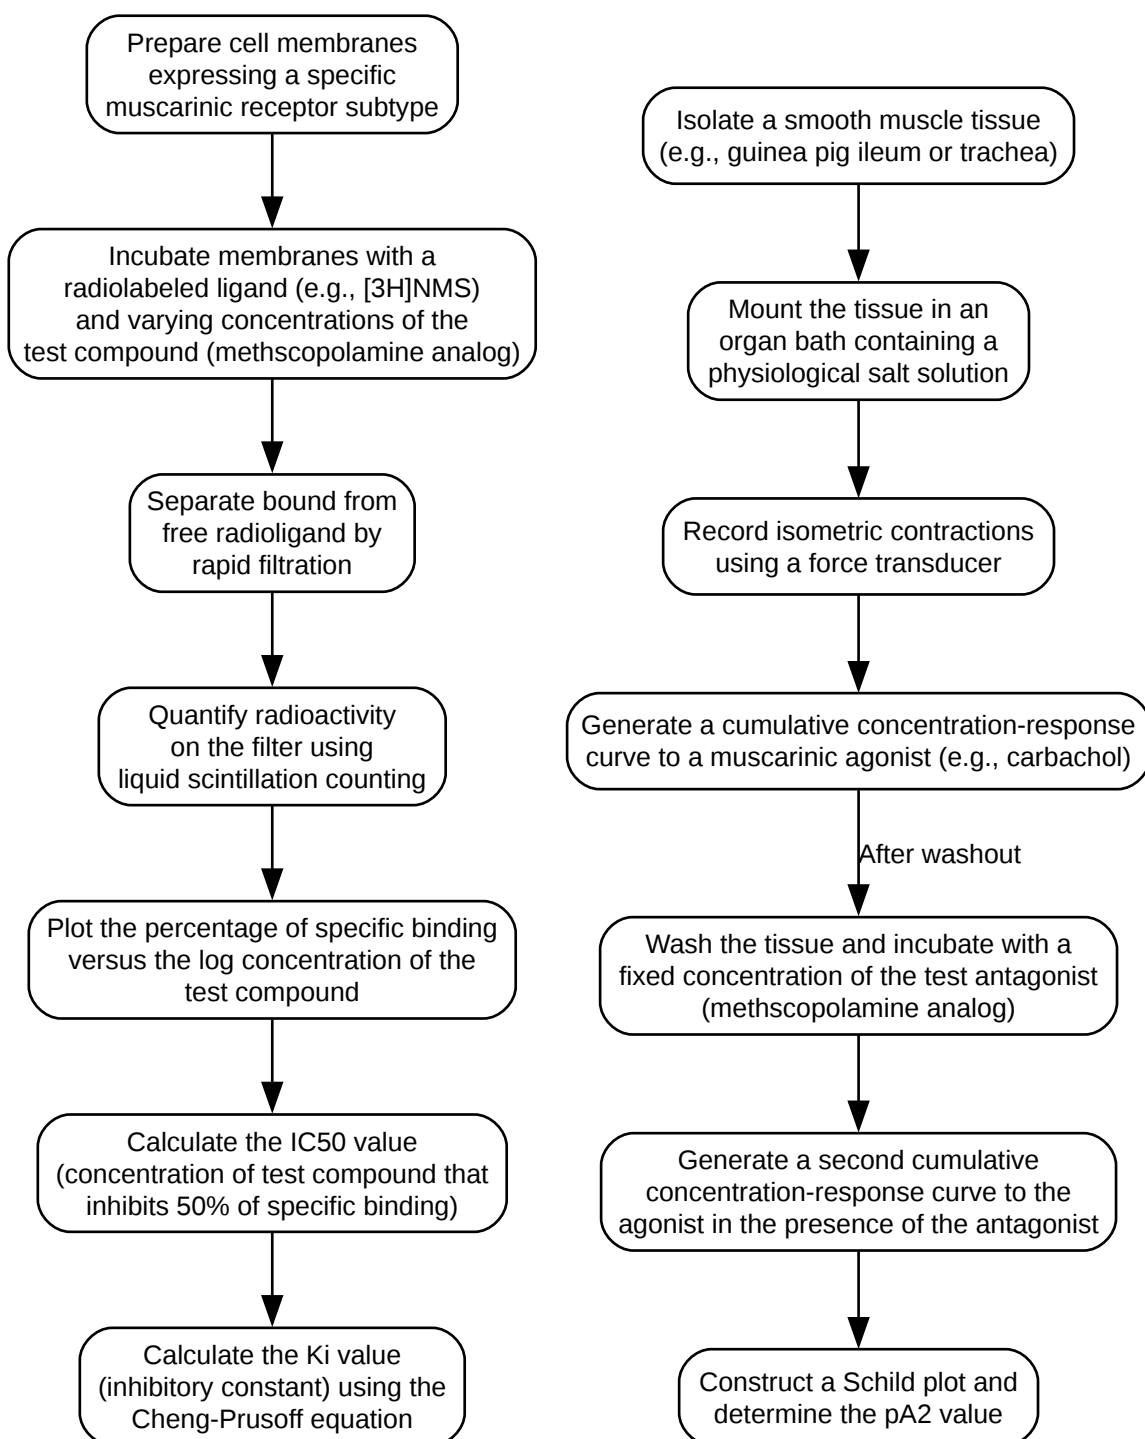 Prepare cell membranes
expressing a specific
muscarinic receptor subtype
Incubate membranes with a
radiolabeled ligand (e.g., [3H]NMS)
and varying concentrations of the
test compound (methscopolamine analog)
Separate bound from
free radioligand by
rapid filtration
Quantify radioactivity
on the filter using
liquid scintillation counting
Plot the percentage of specific binding
versus the log concentration of the
test compound
Calculate the IC50 value
(concentration of test compound that
inhibits 50% of specific binding)
Calculate the Ki value
(inhibitory constant) using the
Cheng-Prusoff equation
Isolate a smooth muscle tissue
(e.g., guinea pig ileum or trachea)
Mount the tissue in an
organ bath containing a
physiological salt solution
Record isometric contractions
using a force transducer
Generate a cumulative concentration-response
curve to a muscarinic agonist (e.g., carbachol)
After washout
Wash the tissue and incubate with a
fixed concentration of the test antagonist
(methscopolamine analog)
Generate a second cumulative
concentration-response curve to the
agonist in the presence of the antagonist
Construct a Schild plot and
determine the pA2 value